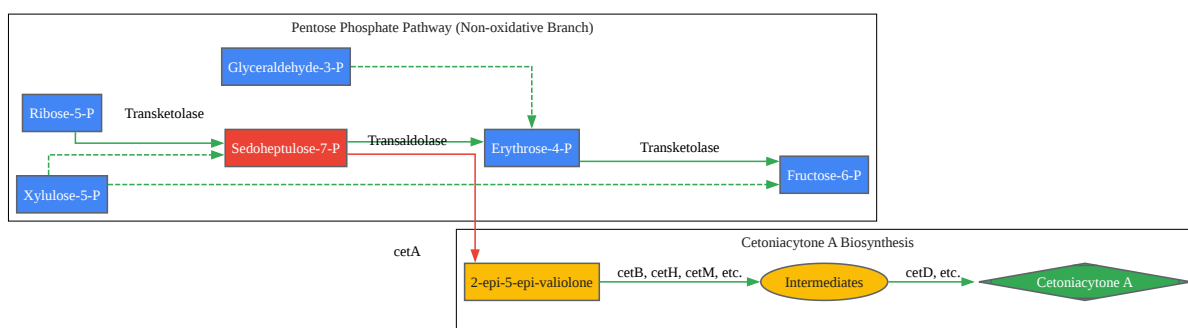 Pentose Phosphate Pathway (Non-oxidative Branch)
Glyceraldehyde-3-P
Ribose-5-P
Transketolase
Sedoheptulose-7-P
Transaldolase
Erythrose-4-P
Transketolase
Fructose-6-P
Xylulose-5-P
cetA
Cetoniacytone A Biosynthesis
2-epi-5-epi-valiolone
cetB, cetH, cetM, etc.
Intermediates
cetD, etc.
Cetoniacytone A